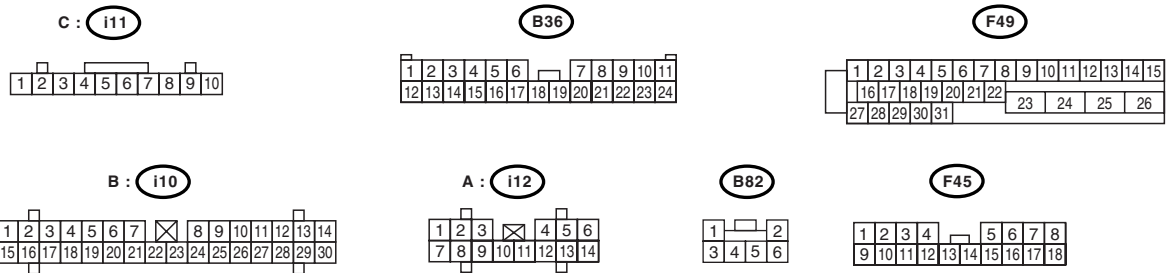 C : i11
B36
F49
1 2 3 4 5 6 7 8 9 10
1 2 3 4 5 6 7 8 9 10 11
12 13 14 15 16 17 18 19 20 21 22 23 24
1 2 3 4 5 6 7 8 9 10 11 12 13 14 15
16 17 18 19 20 21 22 23 24 25 26
27 28 29 30 31
B : i10
A : i12
B82
F45
1 2 3 4 5 6 7 8 9 10 11 12 13 14
15 16 17 18 19 20 21 22 23 24 25 26 27 28 29 30
1 2 3 4 5 6
7 8 9 10 11 12 13 14
1 2
3 4 5 6
1 2 3 4 5 6 7 8
9 10 11 12 13 14 15 16 17 18